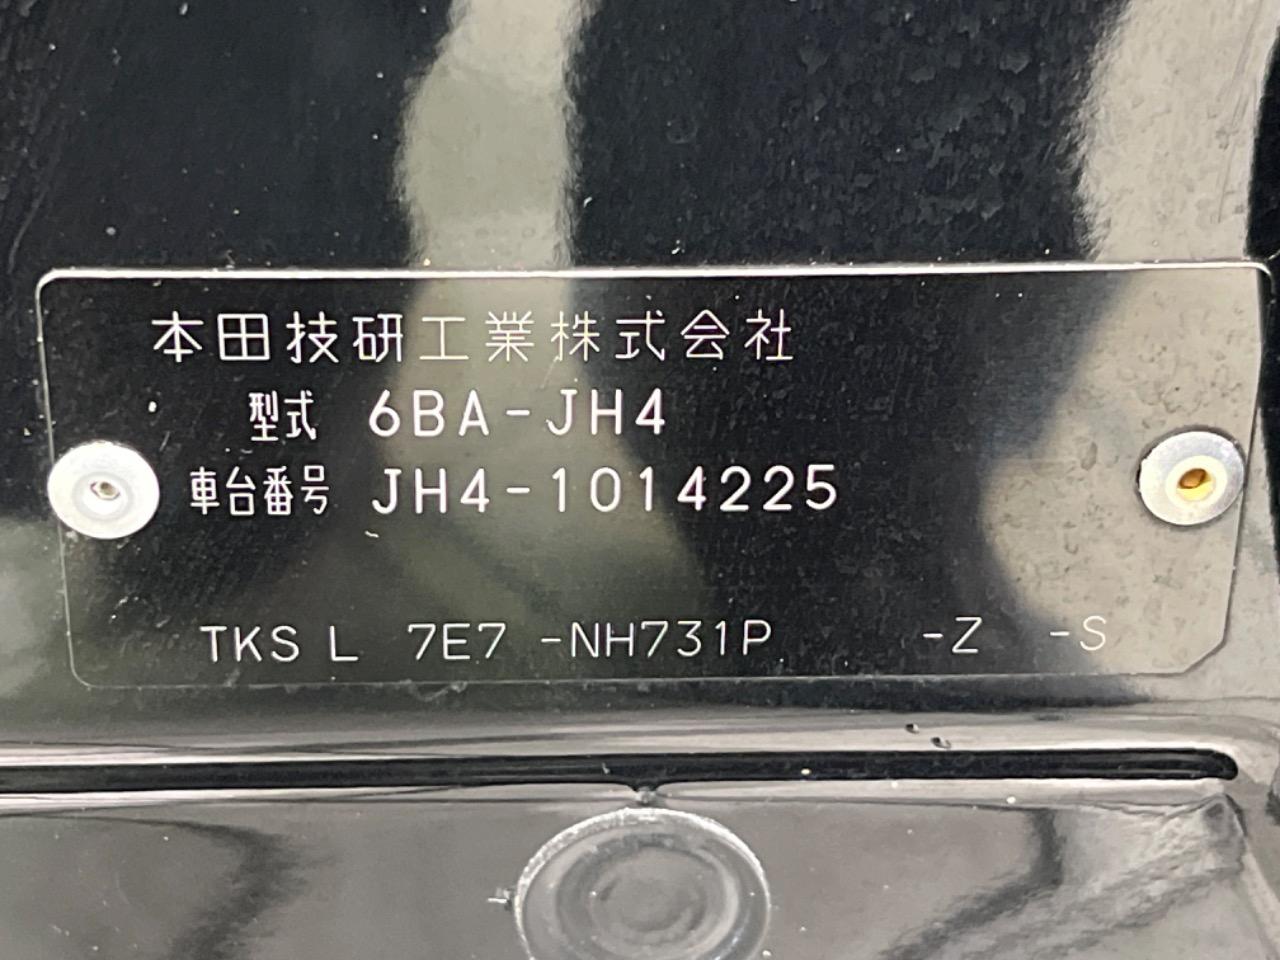 本田技研工業株式会社
型式 6BA-JH4
車台番号 JH4-1014225
TKS L 7E7 -NH731P -Z -S